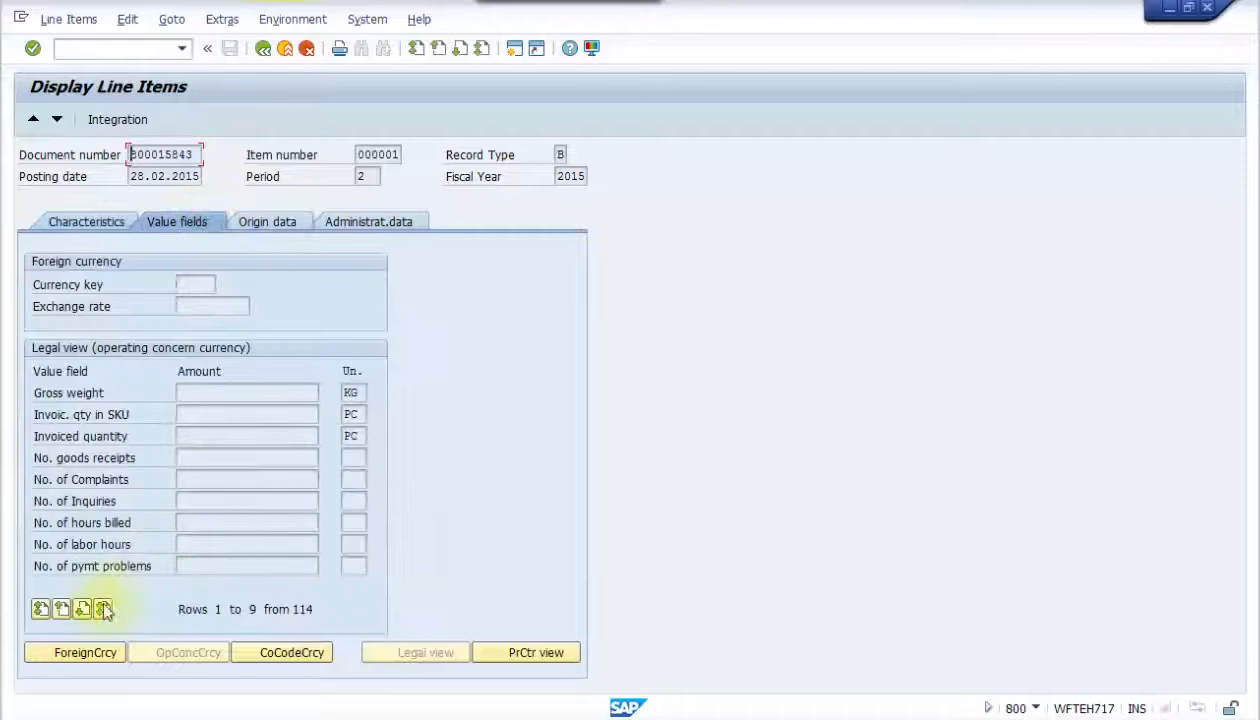 Line Items Edit Goto Extras Environment System Help
Display Line Items
Integration
Document number B00015843 Item number 000001 Record Type B
Posting date 28.02.2015 Period 2 Fiscal Year 2015
Characteristics Value fields Origin data Administrat.data
Foreign currency
Currency key
Exchange rate
Legal view (operating concern currency)
Value field Amount Un.
Gross weight KG
Invoic. qty in SKU PC
Invoiced quantity PC
No. goods receipts
No. of Complaints
No. of Inquiries
No. of hours billed
No. of labor hours
No. of pymt problems
Rows 1 to 9 from 114
ForeignCrcy OpConcCrcy CoCodeCrcy Legal view PrCtr view
SAP 800 WFTEH717 INS